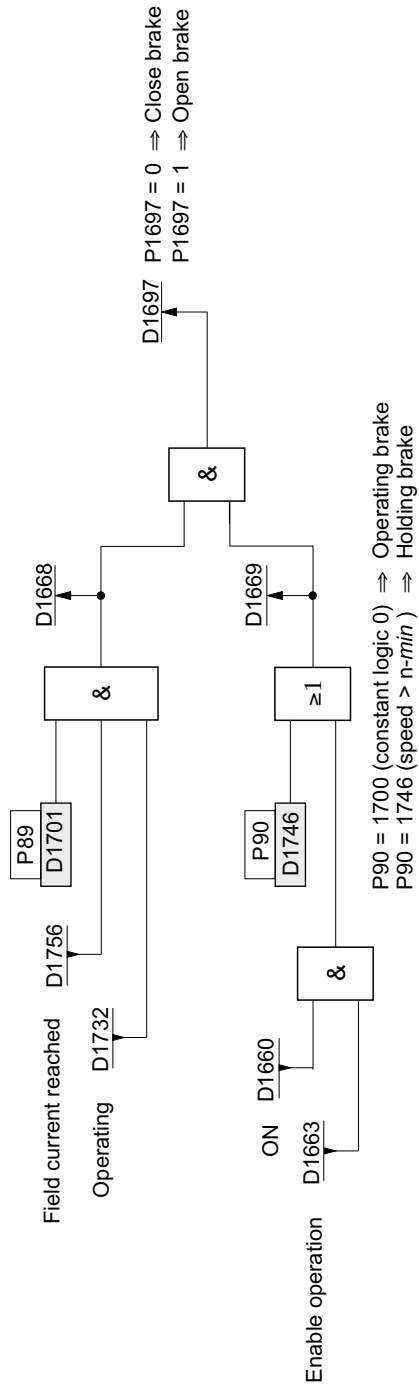 P89
D1701
D1756
Field current reached
D1732
Operating
&
D1668
D1660
ON
D1663
Enable operation
&
P90
D1746
≥1
D1669
&
D1697
P1697 = 0 ⇒ Close brake
P1697 = 1 ⇒ Open brake
P90 = 1700 (constant logic 0) ⇒ Operating brake
P90 = 1746 (speed > n-min ) ⇒ Holding brake